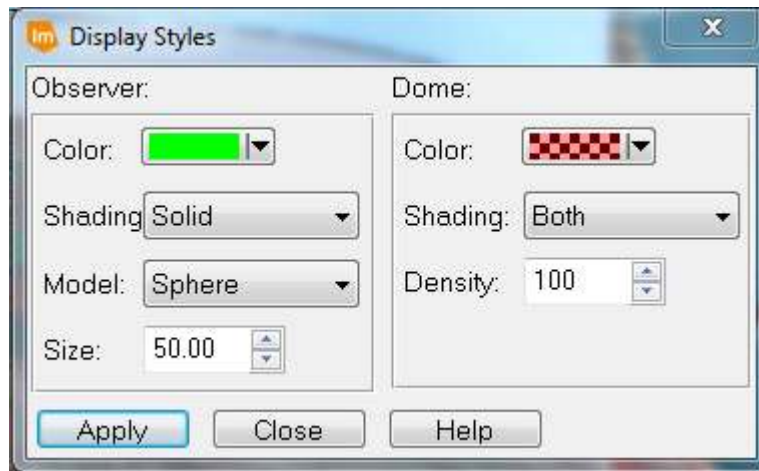 lm Display Styles x
Observer:
Color:
Shading Solid
Model: Sphere
Size: 50.00
Dome:
Color:
Shading: Both
Density: 100
Apply Close Help